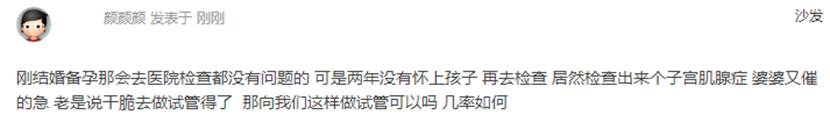 颜颜颜 发表于 刚刚
沙发
刚结婚备孕那会去医院检查都没有问题的 可是两年没有怀上孩子 再去检查 居然检查出来个子宫肌腺症 婆婆又催
的急 老是说干脆去做试管得了 那向我们这样做试管可以吗 几率如何